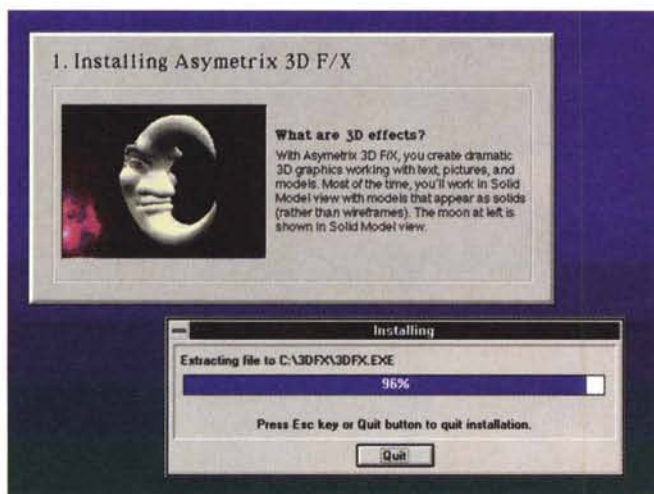 1. Installing Asymetrix 3D F/X
What are 3D effects?
With Asymetrix 3D F/X, you create dramatic
3D graphics working with text, pictures, and
models. Most of the time, you'll work in Solid
Model view with models that appear as solids
(rather than wireframes). The moon at left is
shown in Solid Model view.
Installing
Extracting file to C:\3DFX\3DFX.EXE
96%
Press Esc key or Quit button to quit installation.
Quit